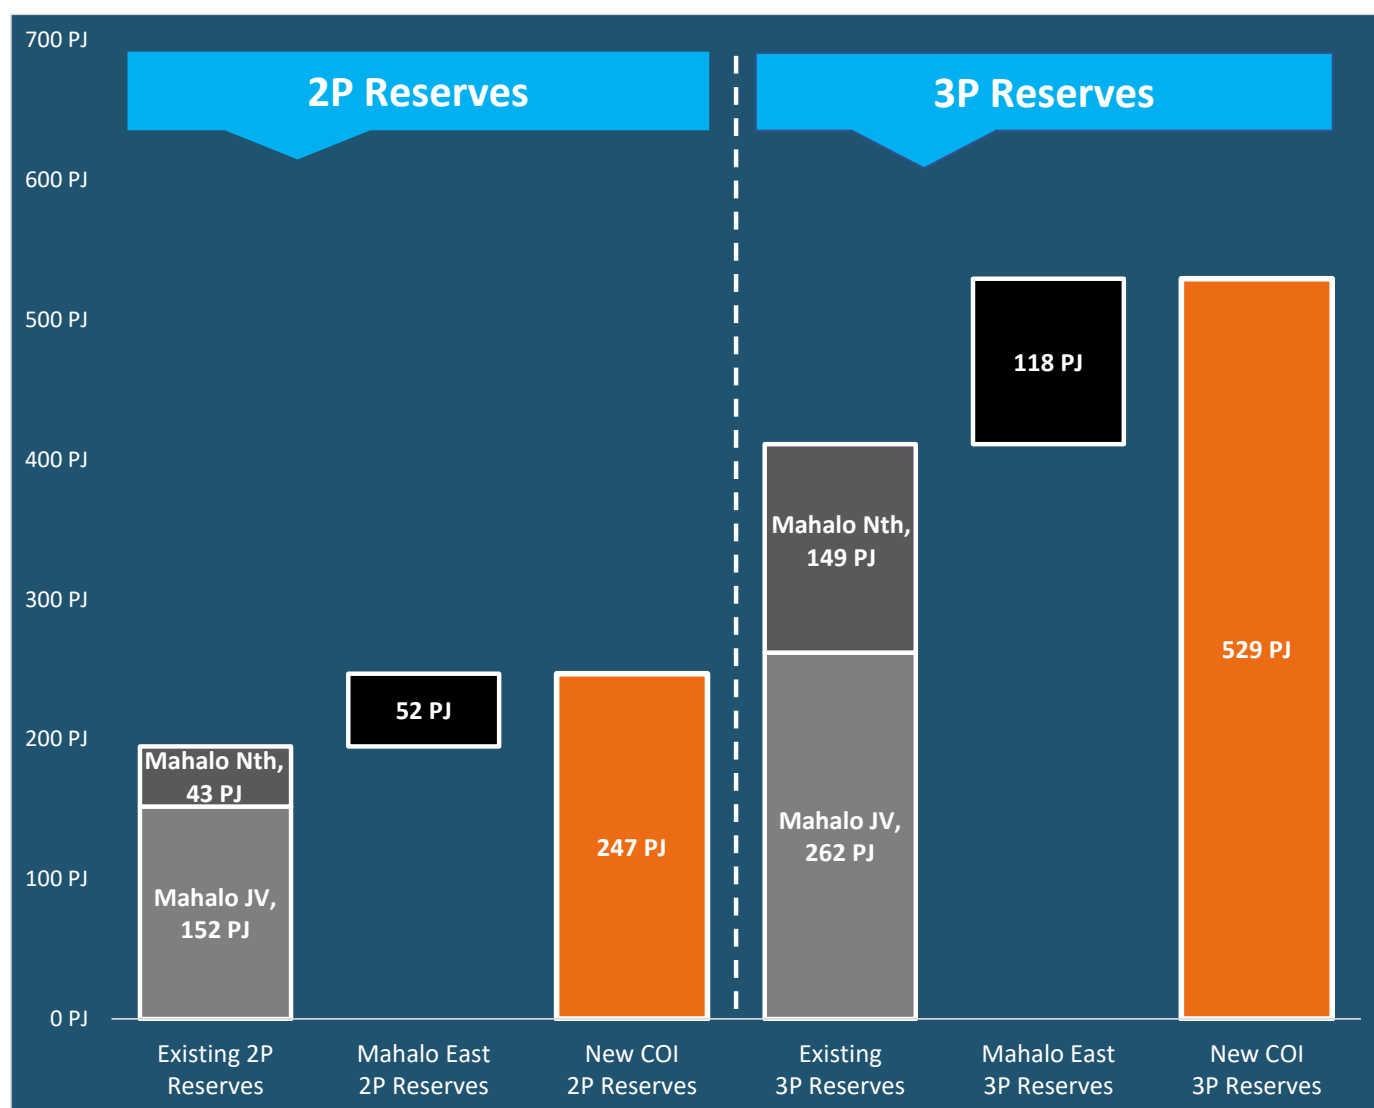 700 PJ
600 PJ
500 PJ
400 PJ
300 PJ
200 PJ
100 PJ
0 PJ
2P Reserves
3P Reserves
Mahalo Nth,
43 PJ
Mahalo JV,
152 PJ
52 PJ
247 PJ
Mahalo Nth,
149 PJ
Mahalo JV,
262 PJ
118 PJ
529 PJ
Existing 2P
Reserves
Mahalo East
2P Reserves
New COI
2P Reserves
Existing
3P Reserves
Mahalo East
3P Reserves
New COI
3P Reserves